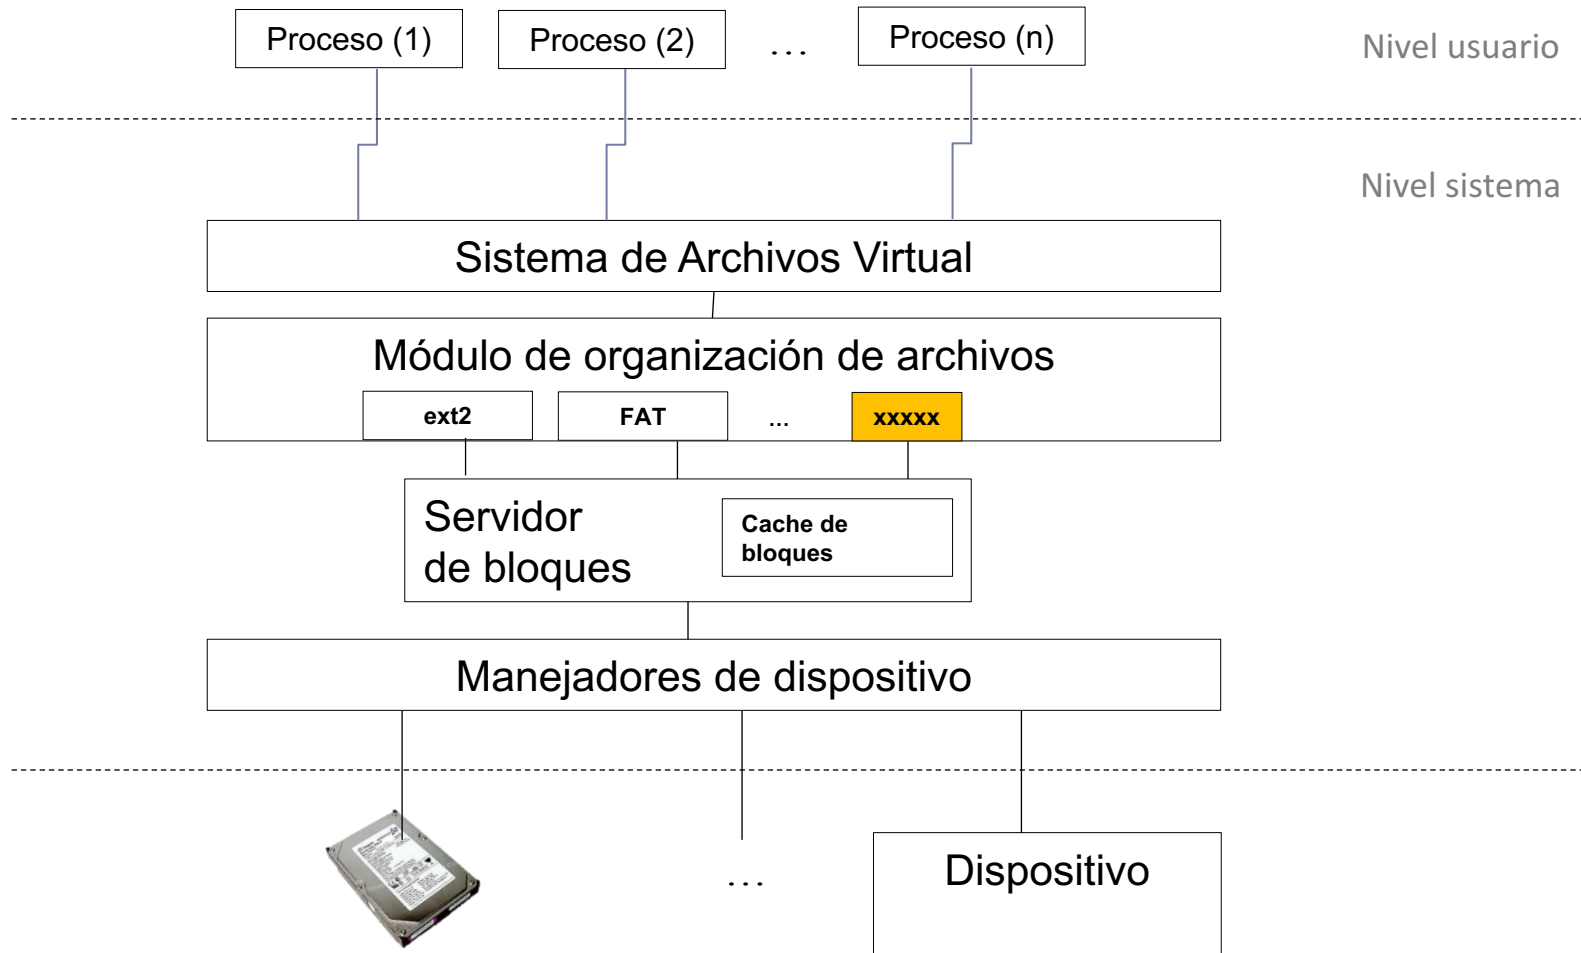 Proceso (1)
Proceso (2)
...
Proceso (n)
Nivel usuario
Nivel sistema
Sistema de Archivos Virtual
Módulo de organización de archivos
ext2
FAT
...
xxxxx
Servidor
de bloques
Cache de
bloques
Manejadores de dispositivo
...
Dispositivo